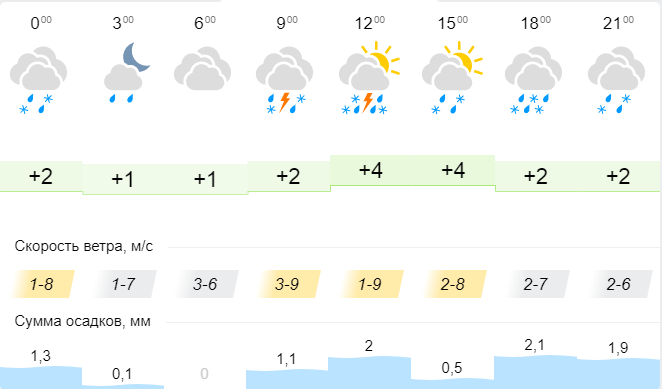 0⁰⁰ 3⁰⁰ 6⁰⁰ 9⁰⁰ 12⁰⁰ 15⁰⁰ 18⁰⁰ 21⁰⁰
+2 +1 +1 +2 +4 +4 +2 +2
Скорость ветра, м/с
1-8 1-7 3-6 3-9 1-9 2-8 2-7 2-6
Сумма осадков, мм
1,3 0,1 0 1,1 2 0,5 2,1 1,9